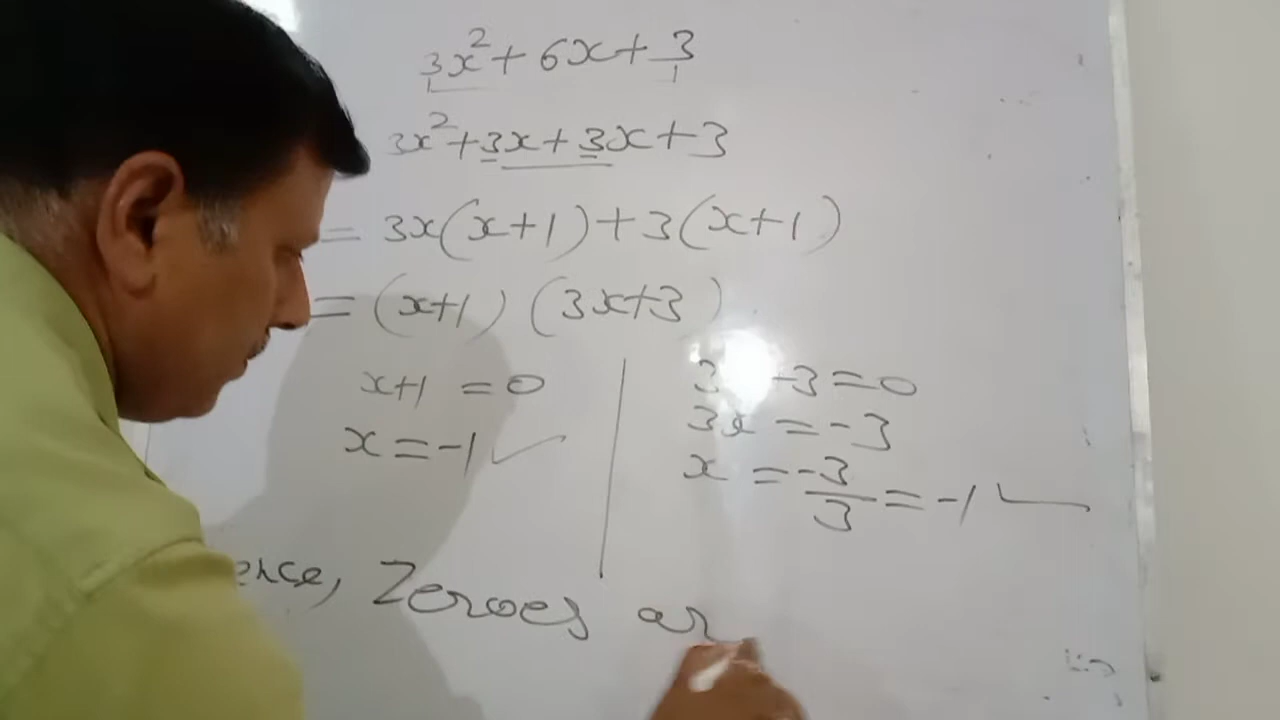 3x² + 6x + 3
3x² + 3x + 3x + 3
= 3x(x+1) + 3(x+1)
= (x+1) (3x+3)
x+1 = 0
x = -1 ✓
3 +3 = 0
3x = -3
x = -3/3 = -1 ✓
ence, Zeroes ar